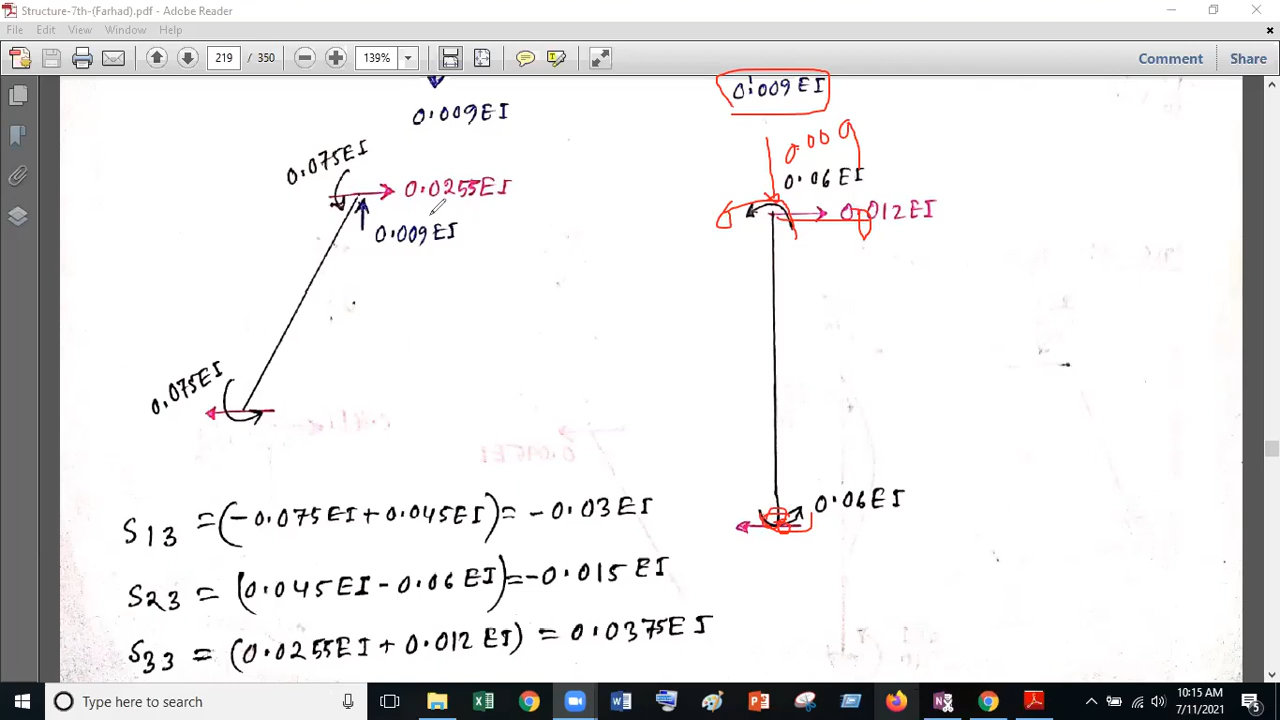 Structure-7th-(Farhad).pdf - Adobe Reader
File Edit View Window Help
219 / 350 139% Comment Share
0.009EI
0.009EI
0.009
0.075EI
0.0255EI
0.009EI
0.06EI
0.012EI
0.075EI
0.06EI
S13 = (-0.075EI+0.045EI) = -0.03EI
S23 = (0.045EI-0.06EI)=-0.015EI
S33 = (0.0255EI+0.012EI) = 0.0375EI
Type here to search
10:15 AM
7/11/2021
5